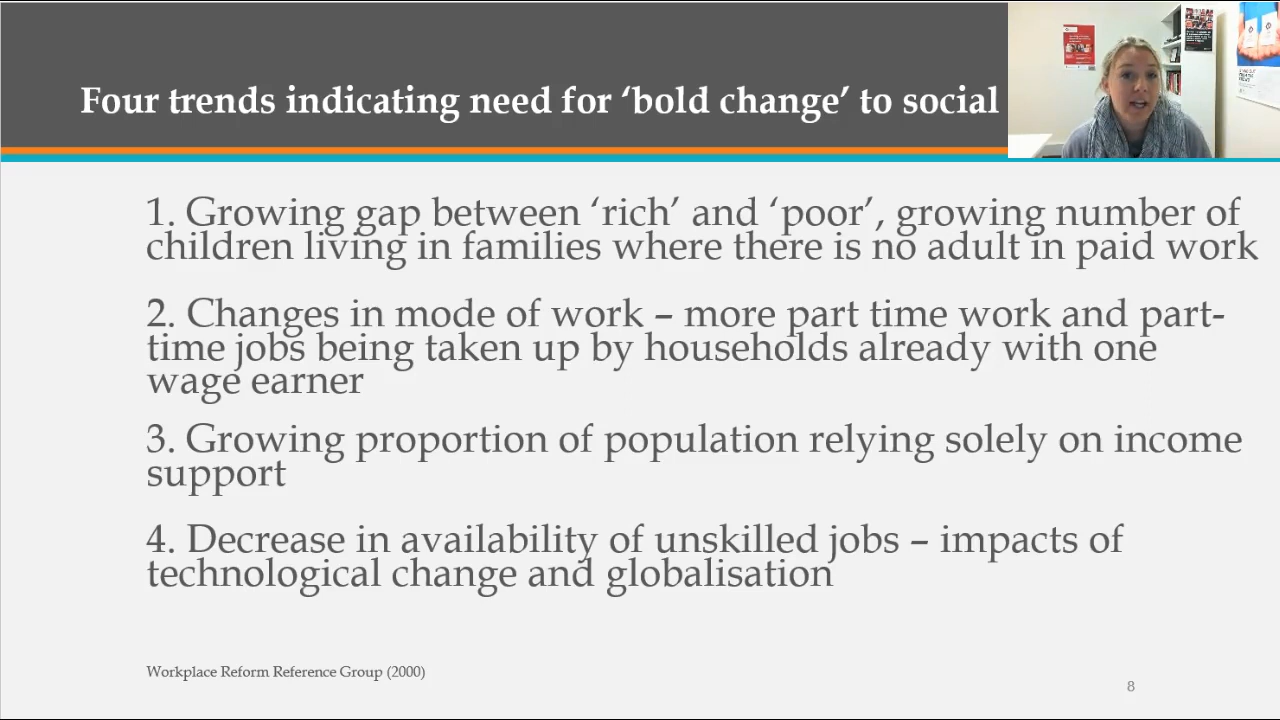 Four trends indicating need for ‘bold change’ to social
1. Growing gap between ‘rich’ and ‘poor’, growing number of
children living in families where there is no adult in paid work
2. Changes in mode of work – more part time work and part-
time jobs being taken up by households already with one
wage earner
3. Growing proportion of population relying solely on income
support
4. Decrease in availability of unskilled jobs – impacts of
technological change and globalisation
Workplace Reform Reference Group (2000)
8